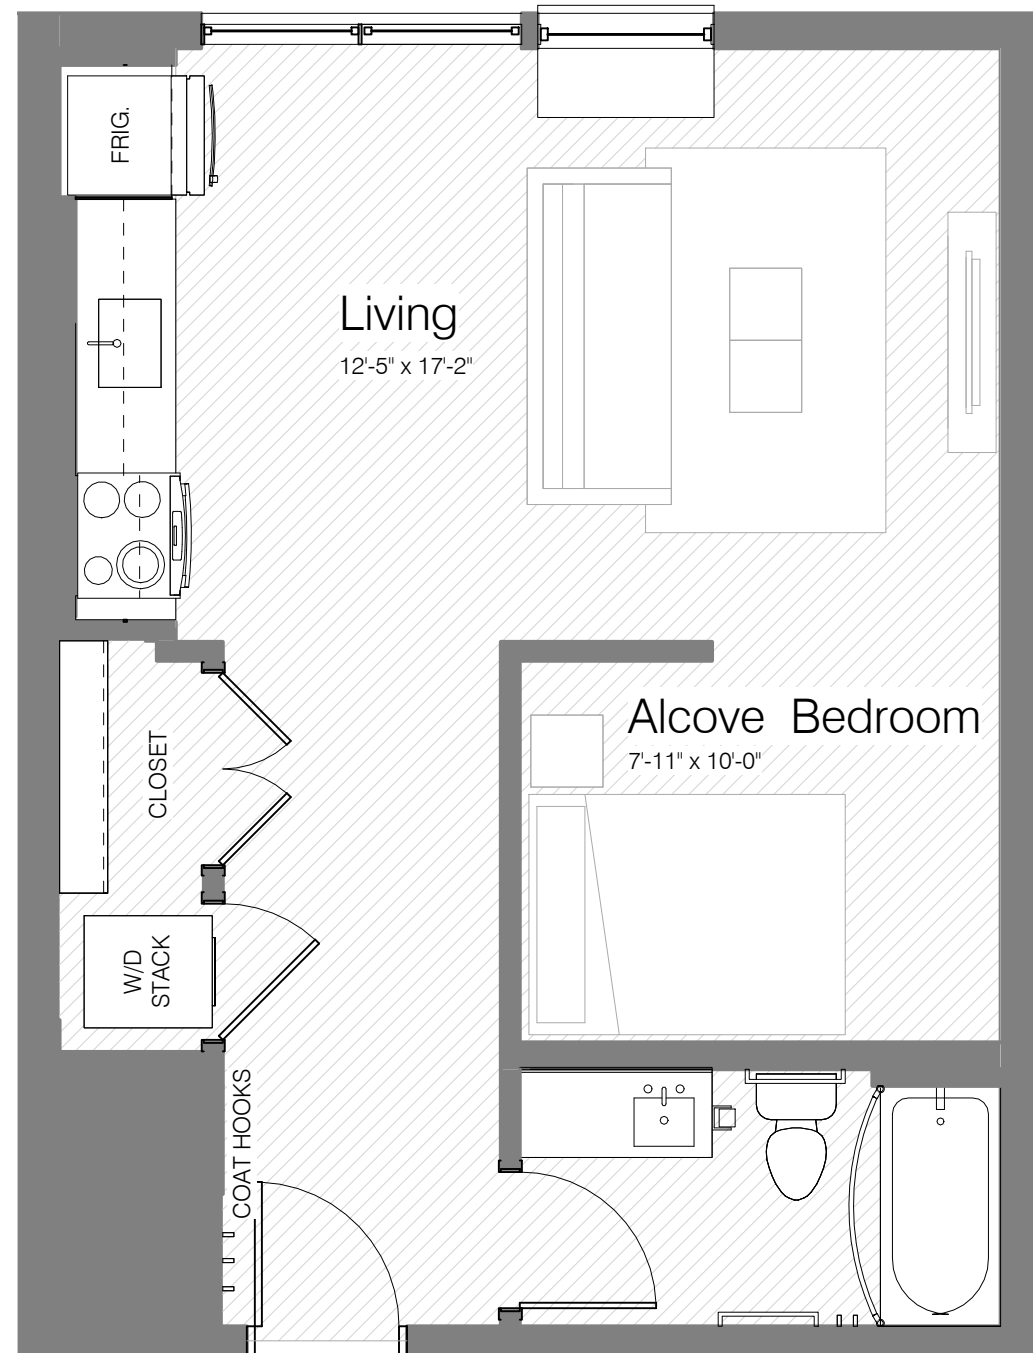 FRIG.
Living
12'-5" x 17'-2"
Alcove Bedroom
7'-11" x 10'-0"
CLOSET
W/D
STACK
COAT HOOKS